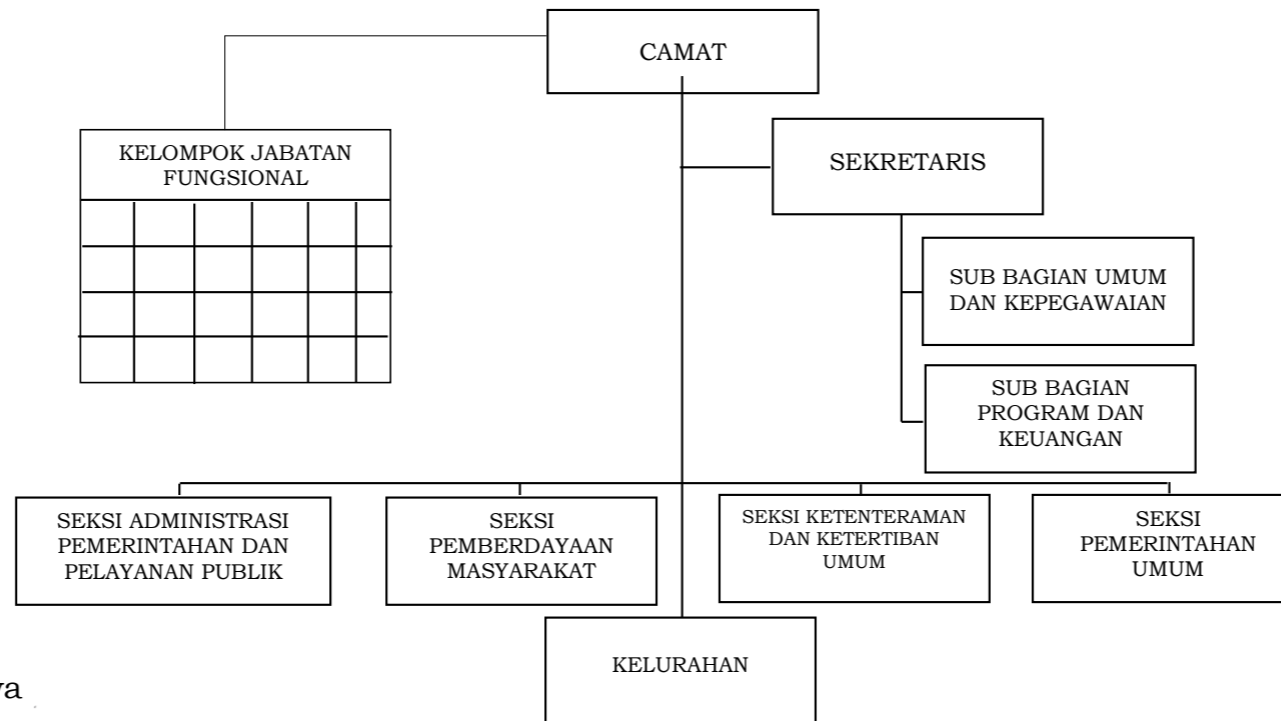 CAMAT
KELOMPOK JABATAN
FUNGSIONAL
SEKRETARIS
SUB BAGIAN UMUM
DAN KEPEGAWAIAN
SUB BAGIAN
PROGRAM DAN
KEUANGAN
SEKSI ADMINISTRASI
PEMERINTAHAN DAN
PELAYANAN PUBLIK
SEKSI
PEMBERDAYAAN
MASYARAKAT
SEKSI KETENTERAMAN
DAN KETERTIBAN
UMUM
SEKSI
PEMERINTAHAN
UMUM
KELURAHAN